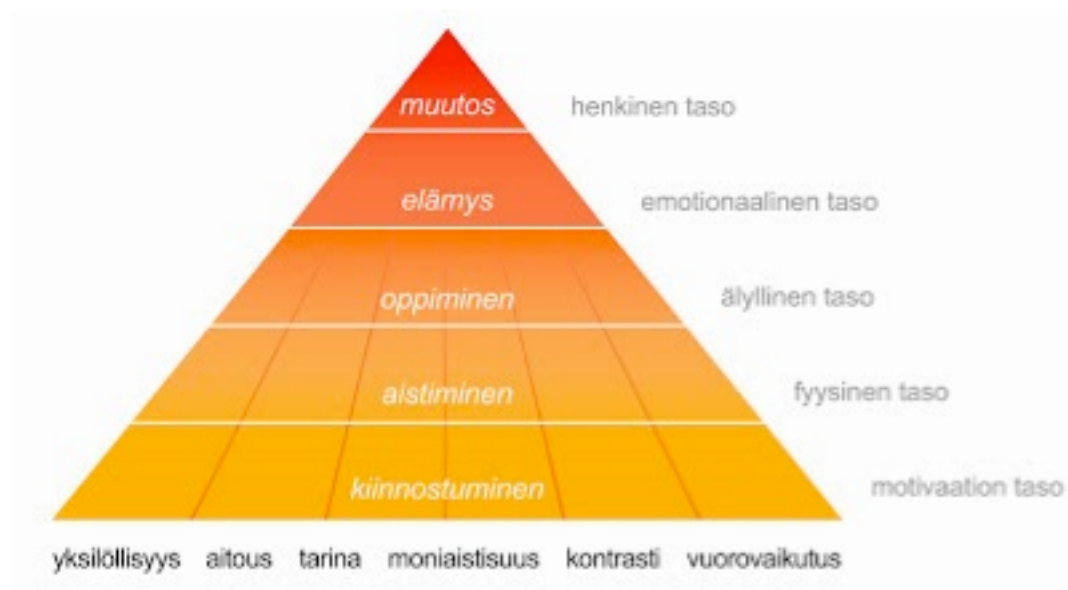 muutos henkinen taso
elämys emotionaalinen taso
oppiminen älyllinen taso
aistiminen fyysinen taso
kiinnostuminen motivaation taso
yksilöllisyys aitous tarina moniaistisuus kontrasti vuorovaikutus